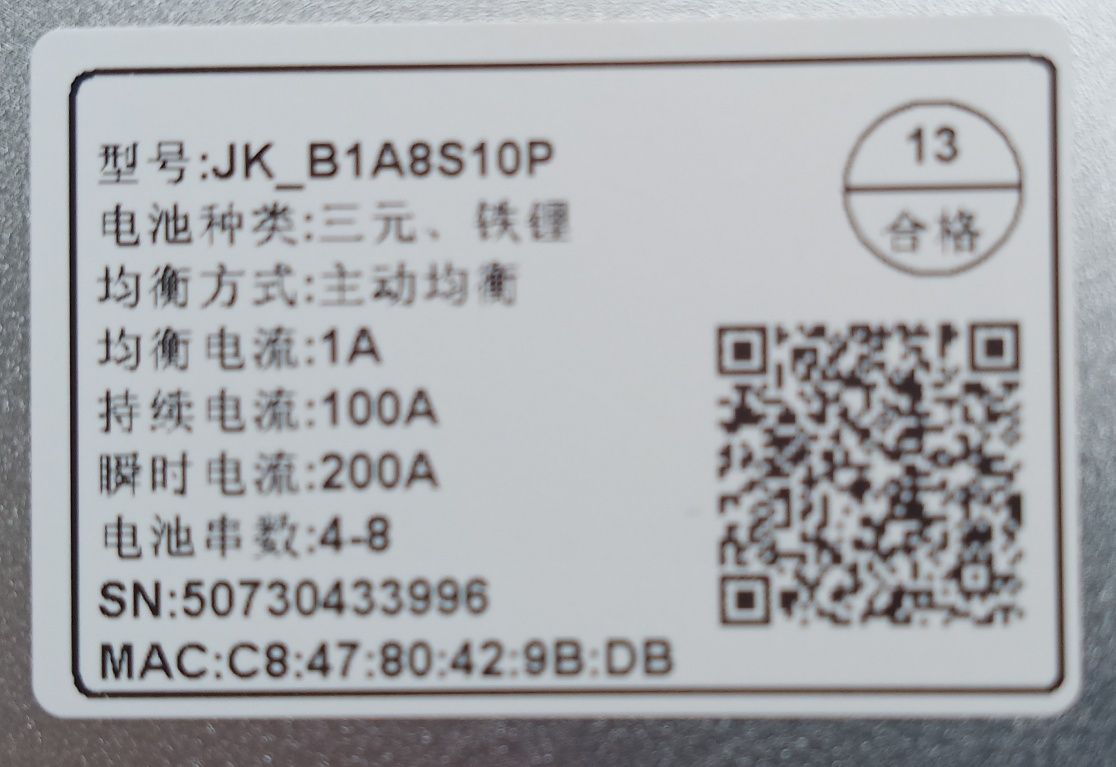 型号:JK_B1A8S10P
电池种类:三元、铁锂
均衡方式:主动均衡
均衡电流:1A
持续电流:100A
瞬时电流:200A
电池串数:4-8
SN:50730433996
MAC:C8:47:80:42:9B:DB
13
合格